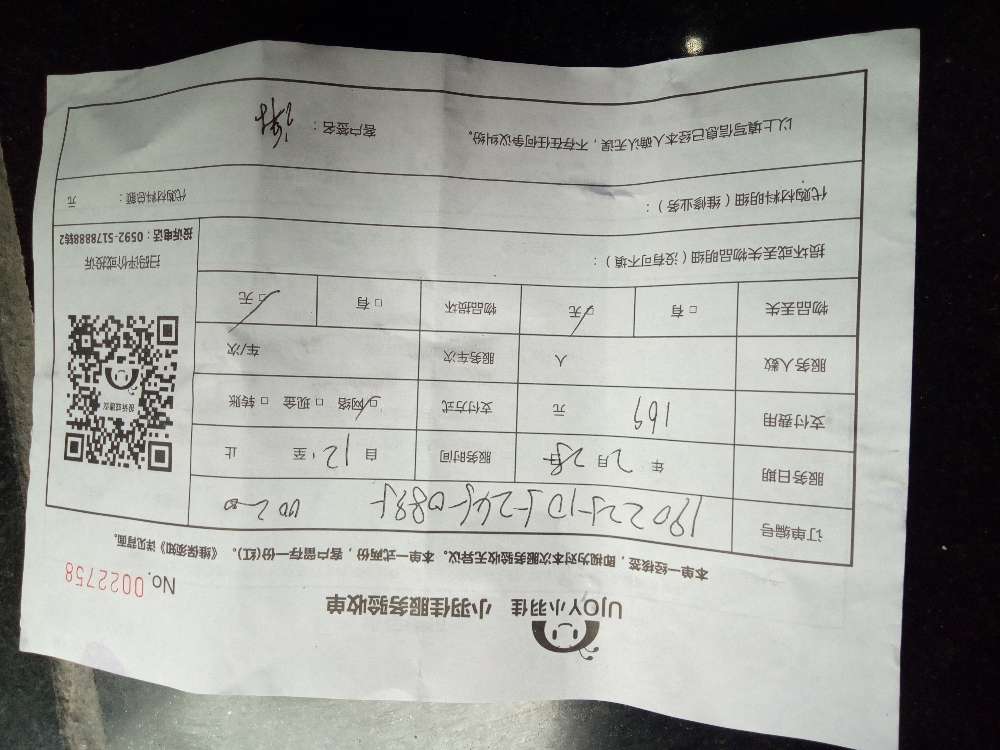 UJOY小羽佳 小羽佳服务验收单
No. 0022758
本单一经核签，即视为对本次服务验收无异议。本单一式两份，客户留存一份(红)。《维保须知》详见背面。
订单编号
服务日期 年 2月28日 服务时间 自 12 至 止
支付费用 169 元 支付方式 ☑网络 □现金 □转账
服务人数 人 服务车次 车/次
物品丢失 □有 ☑无 物品损坏 □有 ☑无
扫码评价或投诉
投诉电话：0592-5178888转2
损坏或丢失物品明细（没有可不填）：
代购材料明细（维修业务）： 代购材料总额： 元
以上填写信息已经本人确认无误，不存在任何争议纠纷。 客户签名：